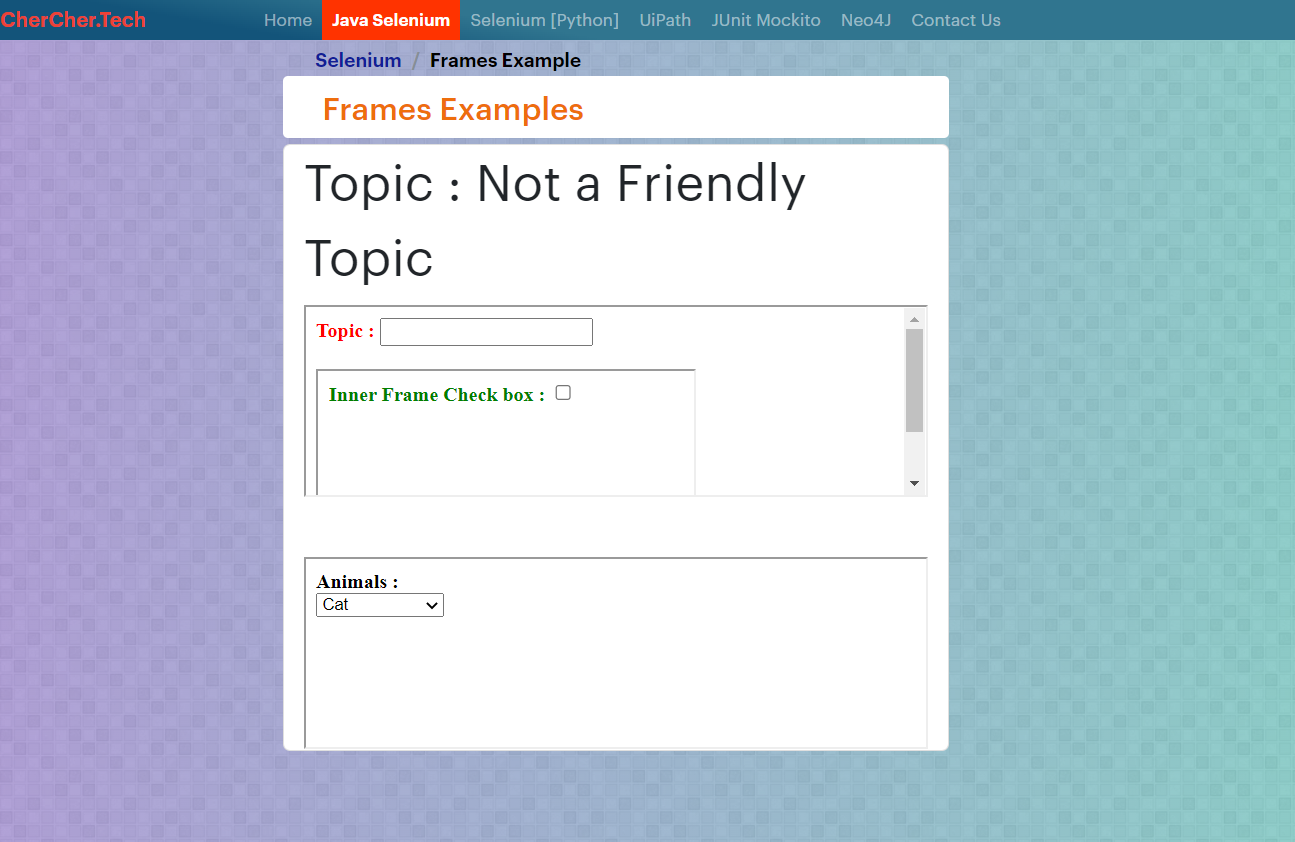 CherCher.Tech Home Java Selenium Selenium [Python] UiPath JUnit Mockito Neo4J Contact Us
Selenium / Frames Example
Frames Examples
Topic : Not a Friendly
Topic
Topic :
Inner Frame Check box :
Animals :
Cat